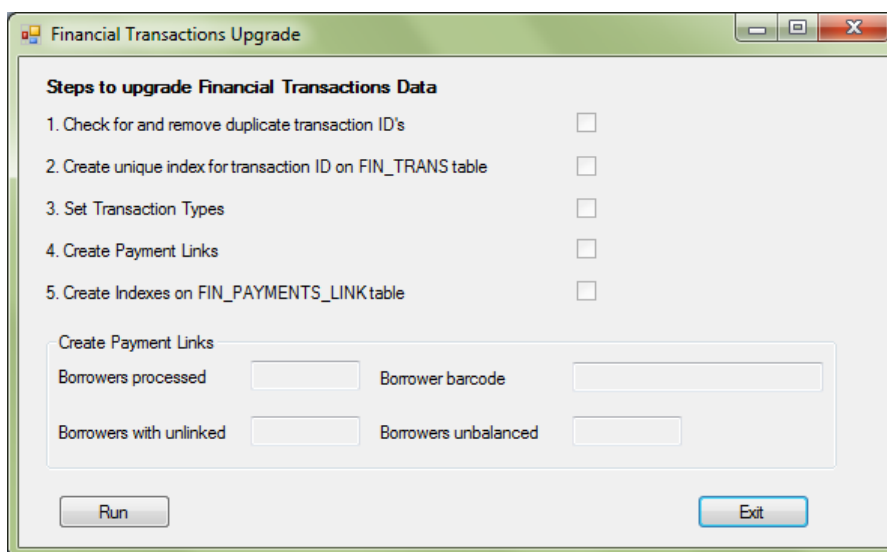 Financial Transactions Upgrade
Steps to upgrade Financial Transactions Data
1. Check for and remove duplicate transaction ID's
2. Create unique index for transaction ID on FIN_TRANS table
3. Set Transaction Types
4. Create Payment Links
5. Create Indexes on FIN_PAYMENTS_LINK table
Create Payment Links
Borrowers processed Borrower barcode
Borrowers with unlinked Borrowers unbalanced
Run Exit